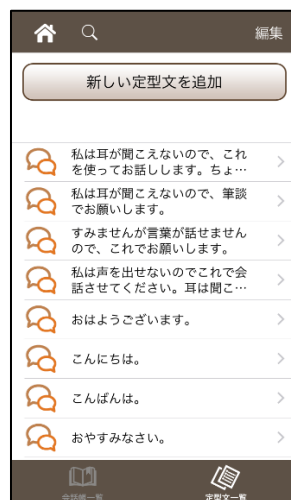 編集
新しい定型文を追加
私は耳が聞こえないので、これ
を使ってお話しします。ちょ…
私は耳が聞こえないので、筆談
でお願いします。
すみませんが言葉が話せません
ので、これでお願いします。
私は声を出せないのでこれで会
話させてください。耳は聞こ…
おはようございます。
こんにちは。
こんばんは。
おやすみなさい。
会話帳一覧
定型文一覧